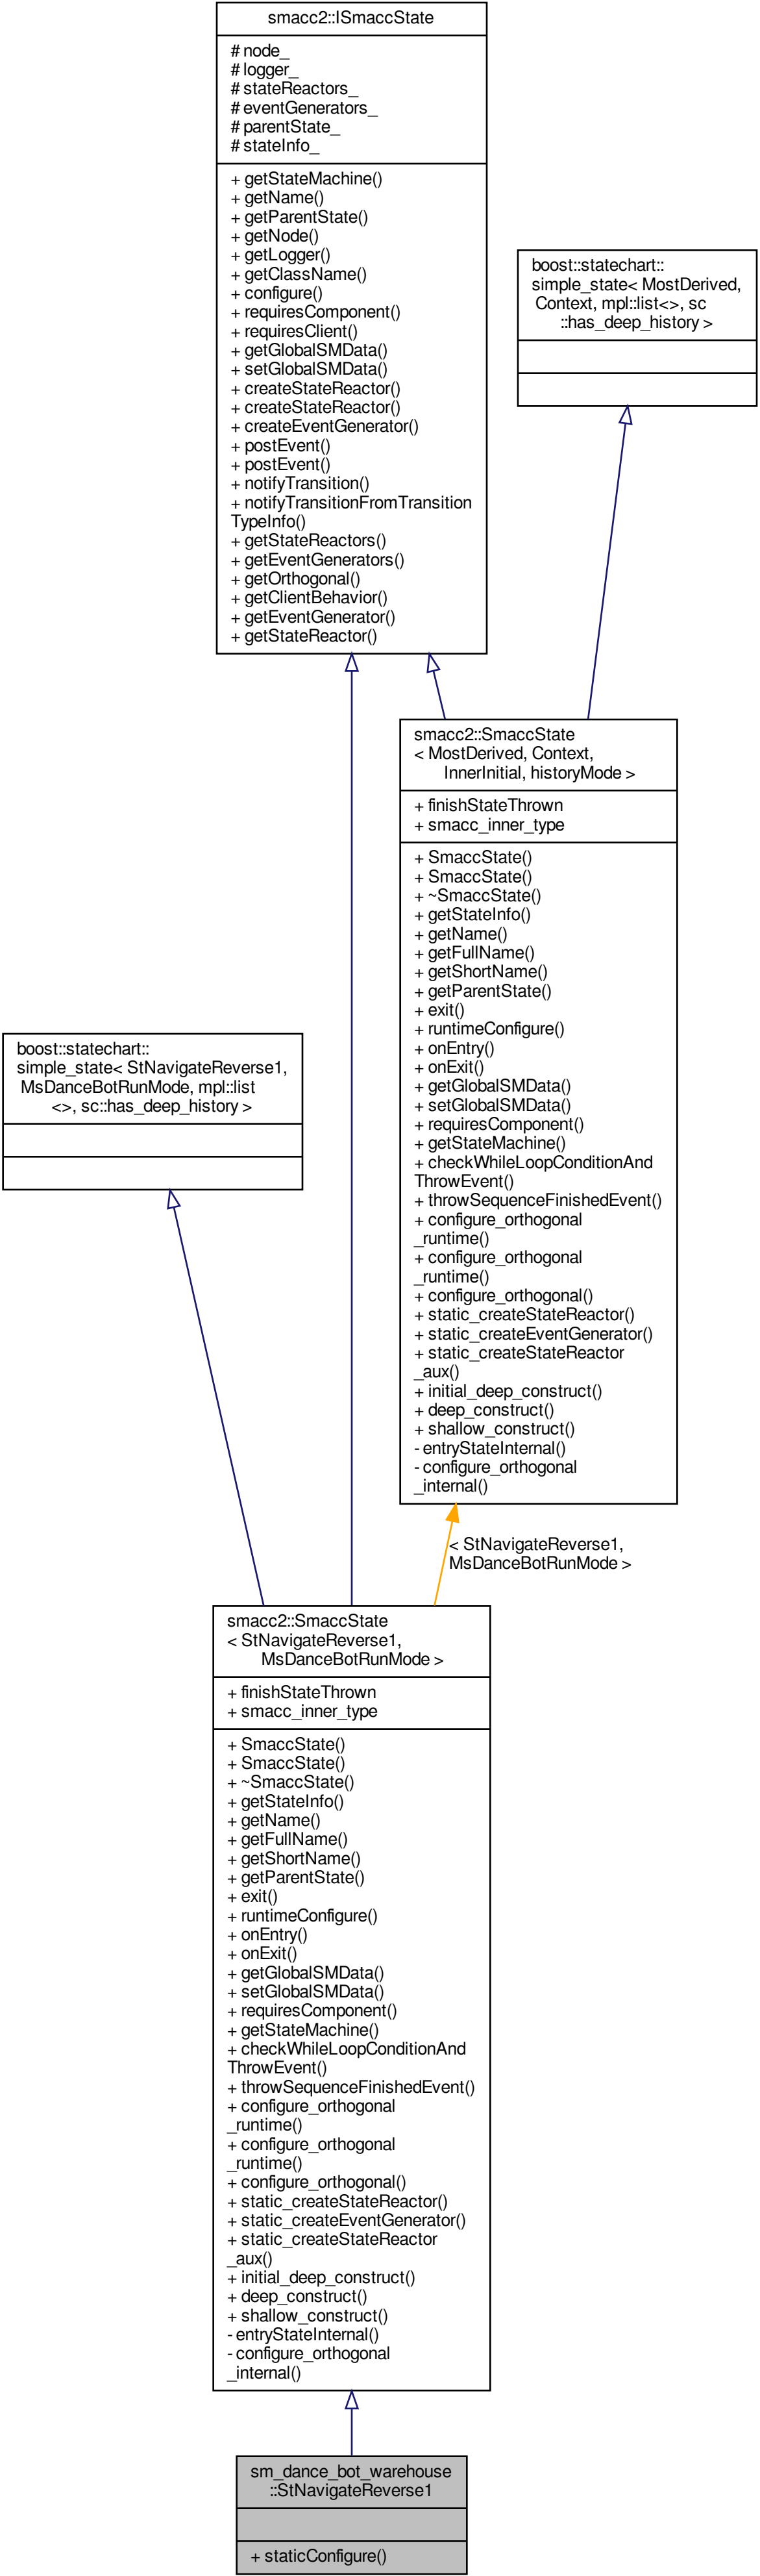 smacc2::ISmaccState
# node_
# logger_
# stateReactors_
# eventGenerators_
# parentState_
# stateInfo_
+ getStateMachine()
+ getName()
+ getParentState()
+ getNode()
+ getLogger()
+ getClassName()
+ configure()
+ requiresComponent()
+ requiresClient()
+ getGlobalSMData()
+ setGlobalSMData()
+ createStateReactor()
+ createStateReactor()
+ createEventGenerator()
+ postEvent()
+ postEvent()
+ notifyTransition()
+ notifyTransitionFromTransition
TypeInfo()
+ getStateReactors()
+ getEventGenerators()
+ getOrthogonal()
+ getClientBehavior()
+ getEventGenerator()
+ getStateReactor()
boost::statechart::
simple_state< MostDerived,
Context, mpl::list<>, sc
::has_deep_history >
smacc2::SmaccState
< MostDerived, Context,
InnerInitial, historyMode >
+ finishStateThrown
+ smacc_inner_type
+ SmaccState()
+ SmaccState()
+ ~SmaccState()
+ getStateInfo()
+ getName()
+ getFullName()
+ getShortName()
+ getParentState()
+ exit()
+ runtimeConfigure()
+ onEntry()
+ onExit()
+ getGlobalSMData()
+ setGlobalSMData()
+ requiresComponent()
+ getStateMachine()
+ checkWhileLoopConditionAnd
ThrowEvent()
+ throwSequenceFinishedEvent()
+ configure_orthogonal
_runtime()
+ configure_orthogonal
_runtime()
+ configure_orthogonal()
+ static_createStateReactor()
+ static_createEventGenerator()
+ static_createStateReactor
_aux()
+ initial_deep_construct()
+ deep_construct()
+ shallow_construct()
- entryStateInternal()
- configure_orthogonal
_internal()
boost::statechart::
simple_state< StNavigateReverse1,
MsDanceBotRunMode, mpl::list
<>, sc::has_deep_history >
< StNavigateReverse1,
MsDanceBotRunMode >
smacc2::SmaccState
< StNavigateReverse1,
MsDanceBotRunMode >
+ finishStateThrown
+ smacc_inner_type
+ SmaccState()
+ SmaccState()
+ ~SmaccState()
+ getStateInfo()
+ getName()
+ getFullName()
+ getShortName()
+ getParentState()
+ exit()
+ runtimeConfigure()
+ onEntry()
+ onExit()
+ getGlobalSMData()
+ setGlobalSMData()
+ requiresComponent()
+ getStateMachine()
+ checkWhileLoopConditionAnd
ThrowEvent()
+ throwSequenceFinishedEvent()
+ configure_orthogonal
_runtime()
+ configure_orthogonal
_runtime()
+ configure_orthogonal()
+ static_createStateReactor()
+ static_createEventGenerator()
+ static_createStateReactor
_aux()
+ initial_deep_construct()
+ deep_construct()
+ shallow_construct()
- entryStateInternal()
- configure_orthogonal
_internal()
sm_dance_bot_warehouse
::StNavigateReverse1
+ staticConfigure()